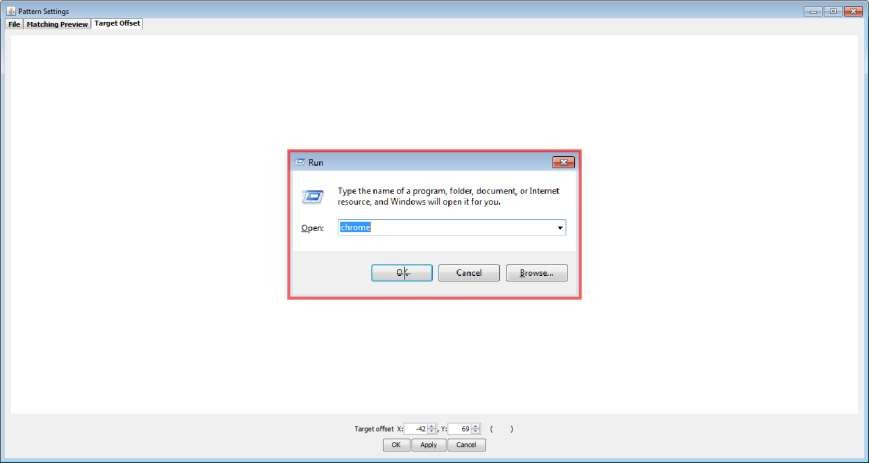 Pattern Settings
File Matching Preview Target Offset
Run
Type the name of a program, folder, document, or Internet
resource, and Windows will open it for you.
Open: chrome
OK Cancel Browse...
Target offset X: -42 , Y: 69 ( )
OK Apply Cancel